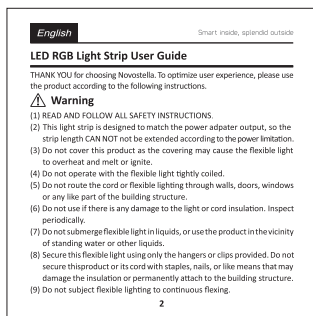 English
Smart inside, splendid outside
LED RGB Light Strip User Guide
THANK YOU for choosing Novostella. To optimize user experience, please use
the product according to the following instructions.
Warning
(1) READ AND FOLLOW ALL SAFETY INSTRUCTIONS.
(2) This light strip is designed to match the power adpater output, so the
strip length CAN NOT not be extended according to the power limitation.
(3) Do not cover this product as the covering may cause the flexible light
to overheat and melt or ignite.
(4) Do not operate with the flexible light tightly coiled.
(5) Do not route the cord or flexible lighting through walls, doors, windows
or any like part of the building structure.
(6) Do not use if there is any damage to the light or cord insulation. Inspect
periodically.
(7) Do not submerge flexible light in liquids, or use the product in the vicinity
of standing water or other liquids.
(8) Secure this flexible light using only the hangers or clips provided. Do not
secure thisproduct or its cord with staples, nails, or like means that may
damage the insulation or permanently attach to the building structure.
(9) Do not subject flexible lighting to continuous flexing.
2